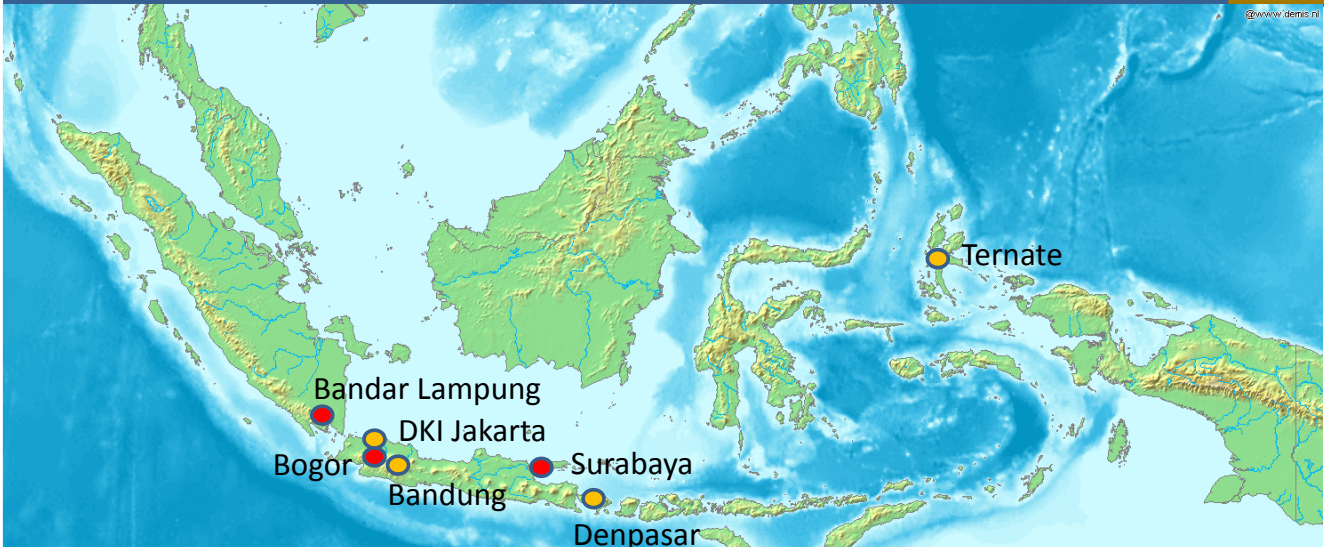 @www.demis.nl
Ternate
Bandar Lampung
DKI Jakarta
Bogor
Surabaya
Bandung
Denpasar